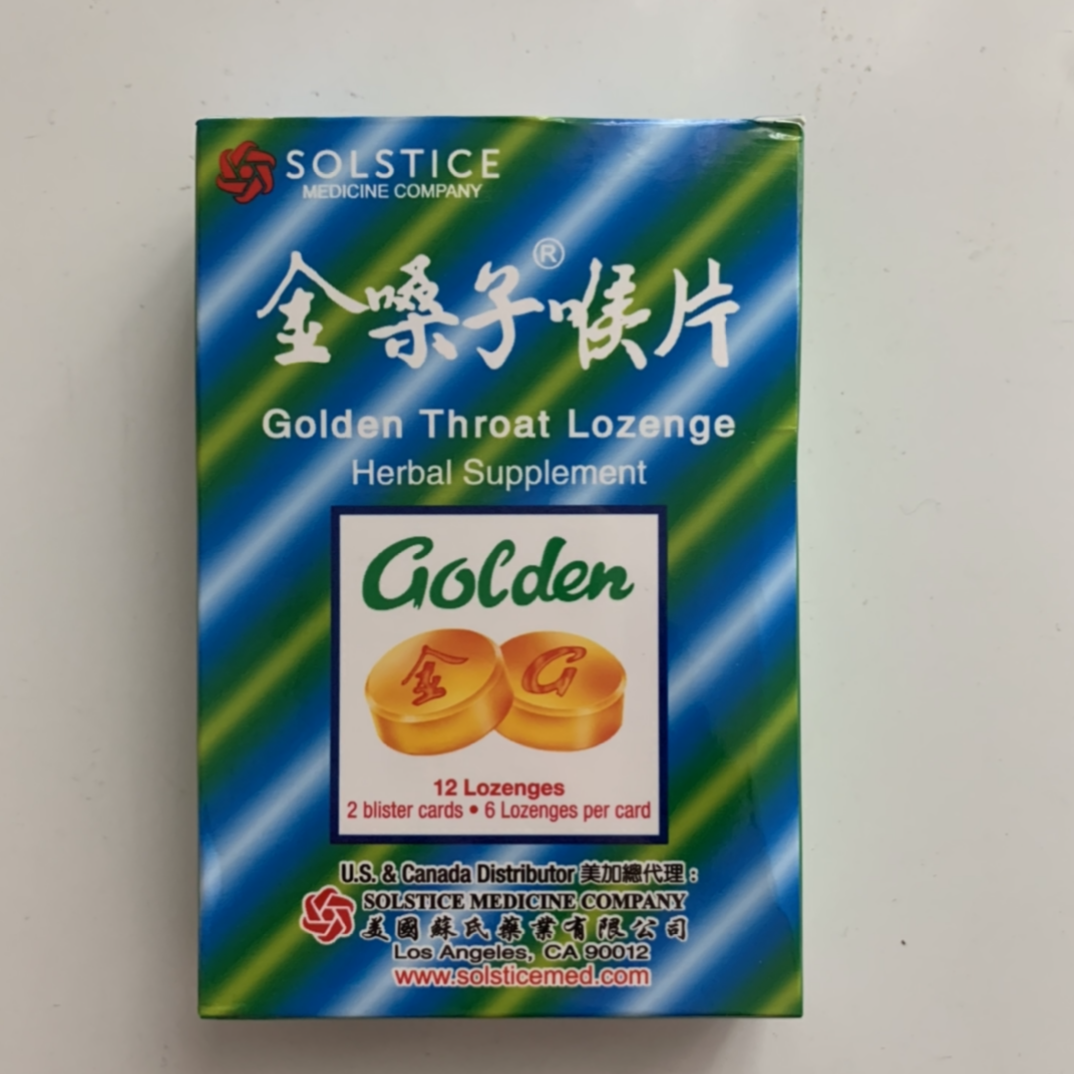 SOLSTICE
MEDICINE COMPANY
金嗓子®喉片
Golden Throat Lozenge
Herbal Supplement
Golden
金 G
12 Lozenges
2 blister cards • 6 Lozenges per card
U.S. & Canada Distributor 美加總代理：
SOLSTICE MEDICINE COMPANY
美國蘇氏藥業有限公司
Los Angeles, CA 90012
www.solsticemed.com